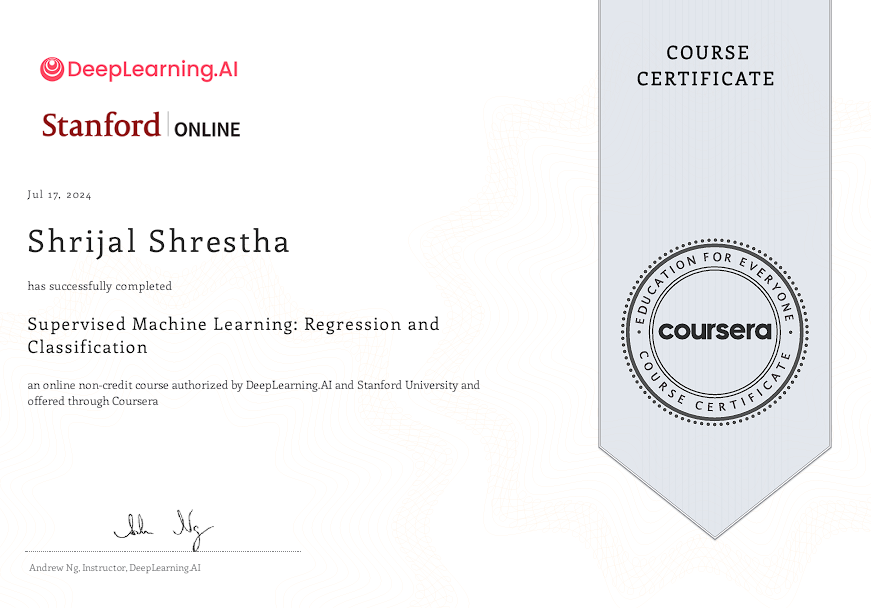 DeepLearning.AI
Stanford | ONLINE
COURSE
CERTIFICATE
Jul 17, 2024
Shrijal Shrestha
has successfully completed
Supervised Machine Learning: Regression and
Classification
an online non-credit course authorized by DeepLearning.AI and Stanford University and
offered through Coursera
EDUCATION FOR EVERYONE
coursera
COURSE CERTIFICATE
Andrew Ng
Andrew Ng, Instructor, DeepLearning.AI